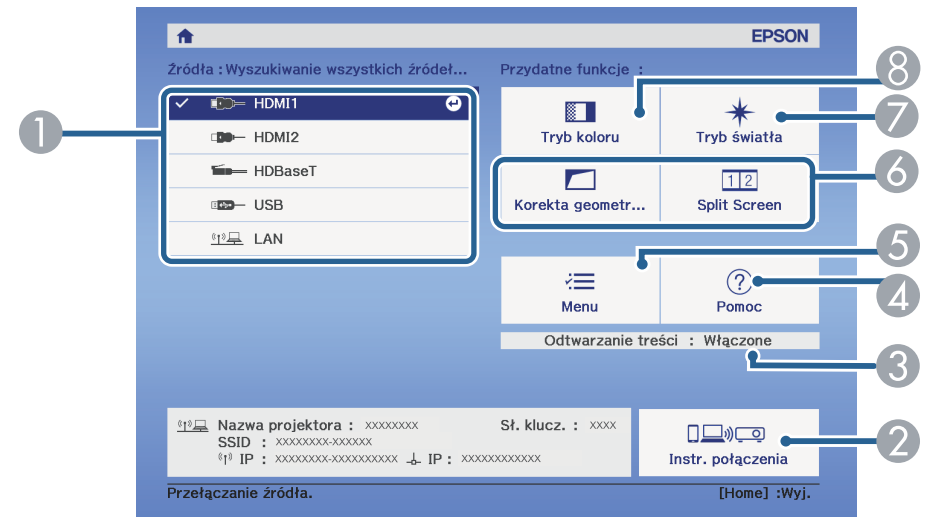 EPSON
Źródła : Wyszukiwanie wszystkich źródeł...
HDMI1
HDMI2
HDBaseT
USB
LAN
Przydatne funkcje :
Tryb koloru
Tryb światła
Korekta geometr...
1 2
Split Screen
Menu
?
Pomoc
Odtwarzanie treści : Włączone
Nazwa projektora : xxxxxxxx
Sł. klucz. : xxxx
SSID : xxxxxxxx-xxxxxx
IP : xxxxxxxx-xxxxxxxxxx IP : xxxxxxxxxxxx
Instr. połączenia
Przełączanie źródła.
[Home] :Wyj.
1
8
7
6
5
4
3
2